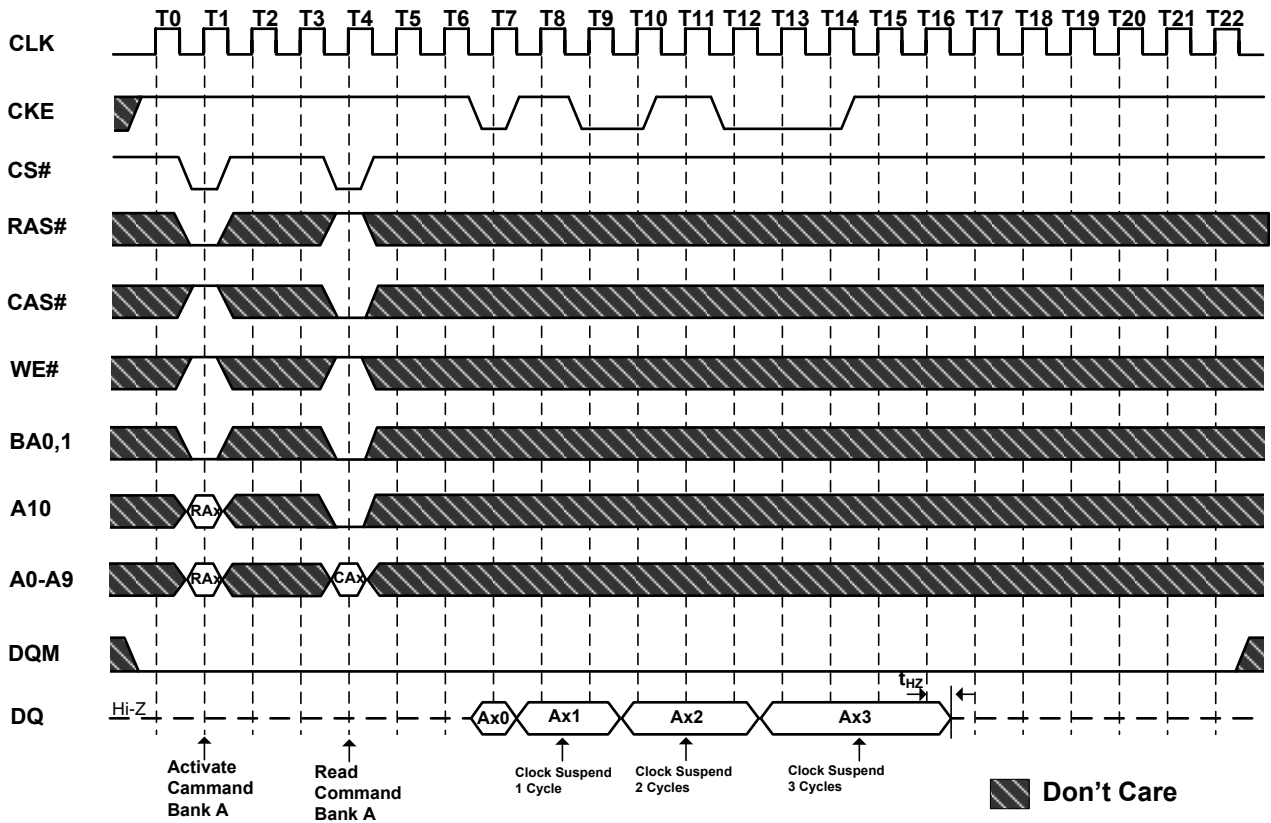 T0 T1 T2 T3 T4 T5 T6 T7 T8 T9 T10 T11 T12 T13 T14 T15 T16 T17 T18 T19 T20 T21 T22
CLK
CKE
CS#
RAS#
CAS#
WE#
BA0,1
A10
RAx
A0-A9
RAx
CAx
DQM
tHZ
DQ
Hi-Z
Ax0
Ax1
Ax2
Ax3
Activate
Cammand
Bank A
Read
Command
Bank A
Clock Suspend
1 Cycle
Clock Suspend
2 Cycles
Clock Suspend
3 Cycles
Don't Care